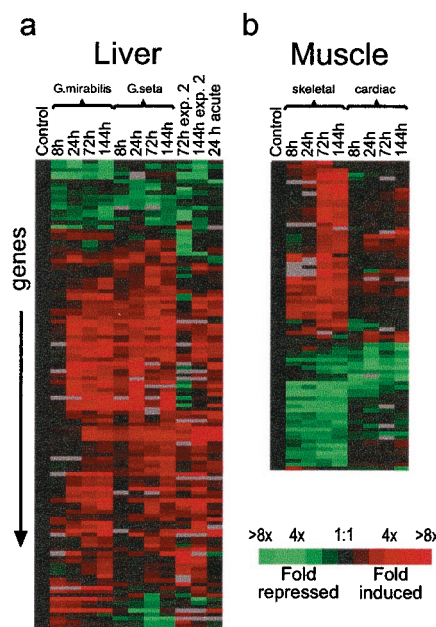 a
Liver
G.mirabilis
G.seta
Control
8h
24h
72h
144h
8h
24h
72h
144h
72h exp. 2
144h exp. 2
24 h acute
genes
b
Muscle
skeletal
cardiac
Control
8h
24h
72h
144h
8h
24h
72h
144h
>8x 4x 1:1 4x >8x
Fold repressed
Fold induced